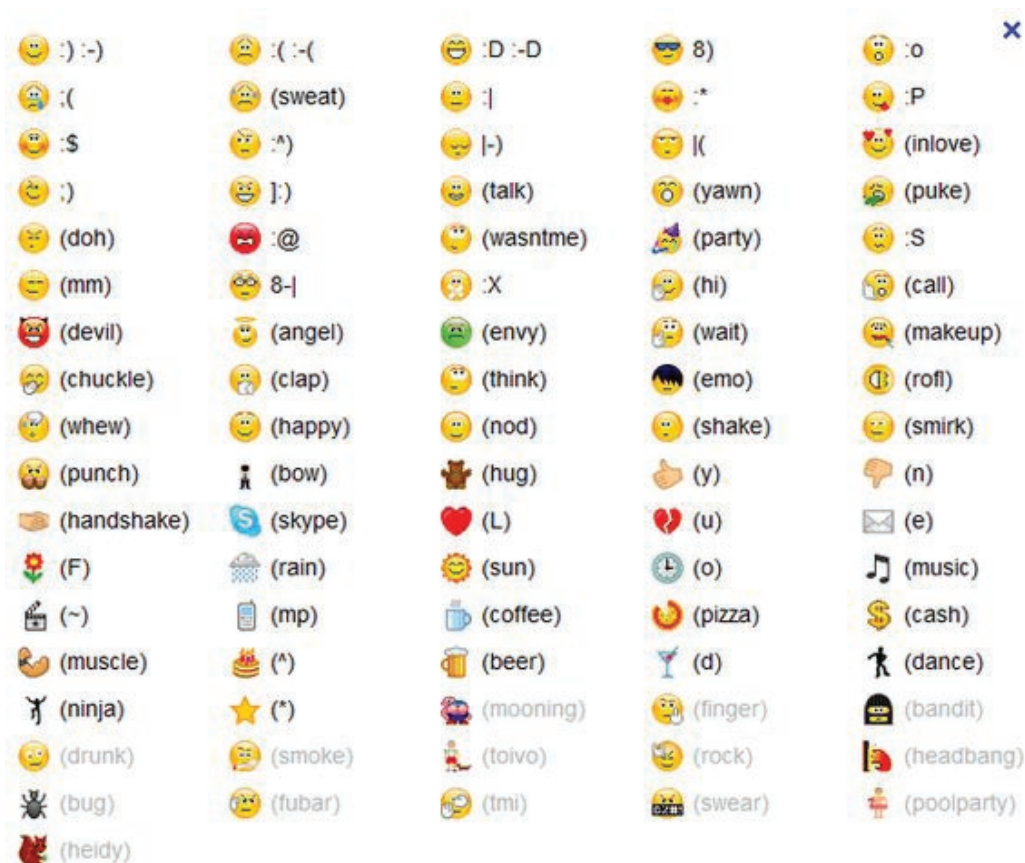 :) :-) :( :-( :D :-D 8) :o
:( (sweat) :| :* :P
:$ :^) |-) |( (inlove)
;) ]:) (talk) (yawn) (puke)
(doh) :@ (wasntme) (party) :S
(mm) 8-| :X (hi) (call)
(devil) (angel) (envy) (wait) (makeup)
(chuckle) (clap) (think) (emo) (rofl)
(whew) (happy) (nod) (shake) (smirk)
(punch) (bow) (hug) (y) (n)
(handshake) (skype) (L) (u) (e)
(F) (rain) (sun) (o) (music)
(~) (mp) (coffee) (pizza) (cash)
(muscle) (^) (beer) (d) (dance)
(ninja) (*) (mooning) (finger) (bandit)
(drunk) (smoke) (toivo) (rock) (headbang)
(bug) (fubar) (tmi) (swear) (poolparty)
(heidy)